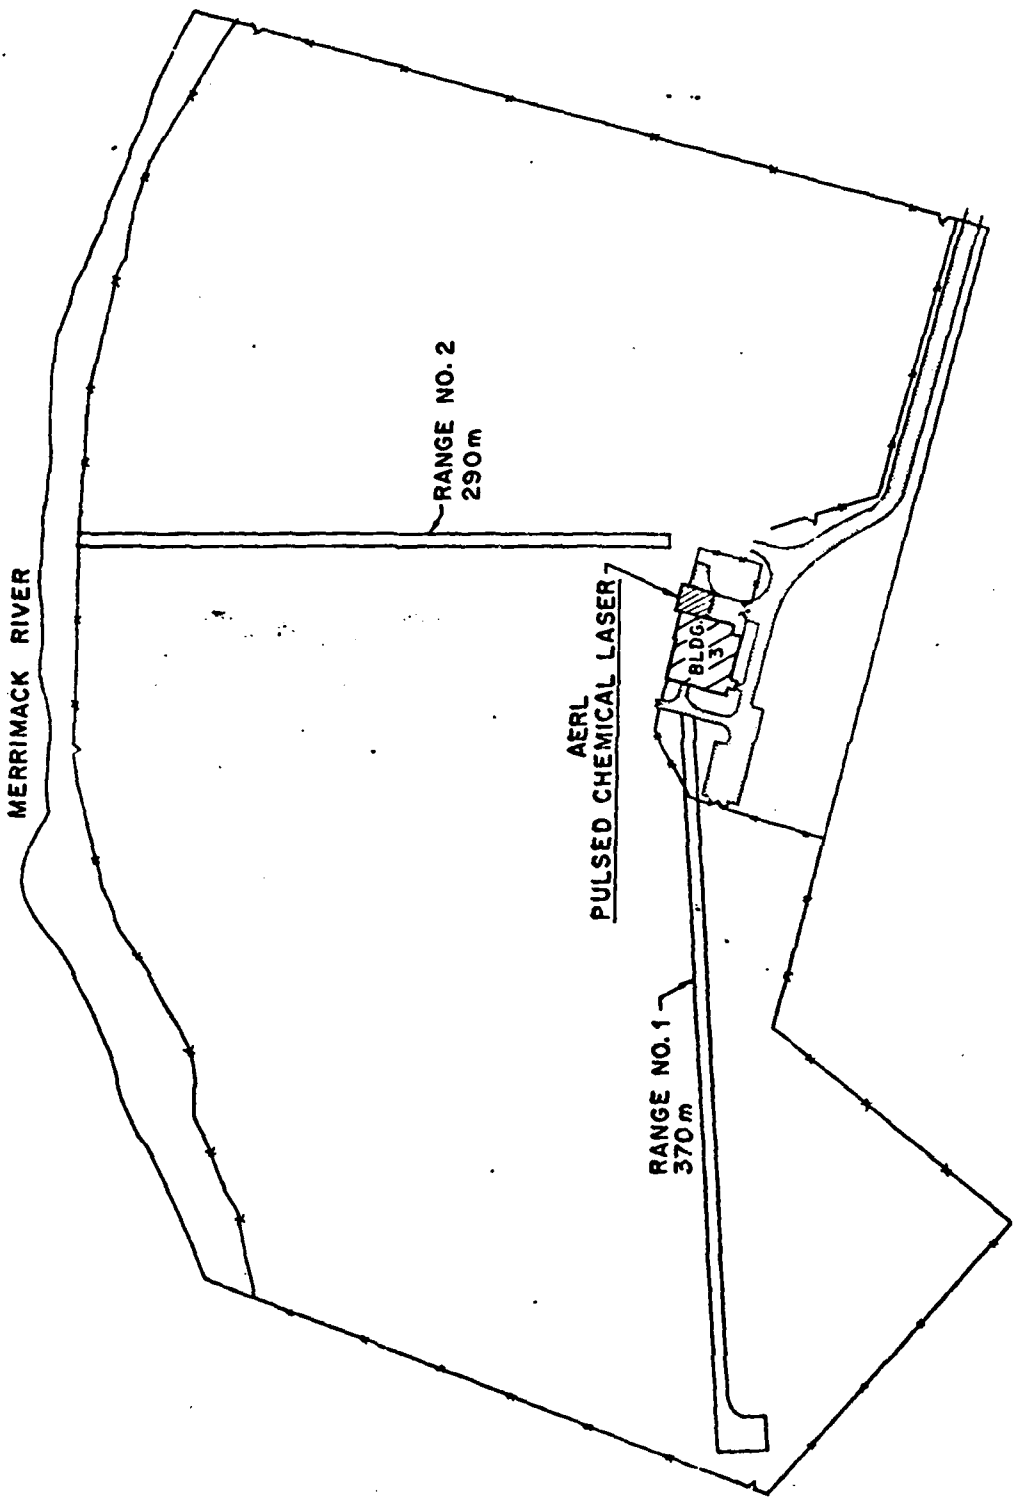 MERRIMACK RIVER
RANGE NO. 2
290m
AERL
PULSED CHEMICAL LASER
BLDG.
3
RANGE NO. 1
370m